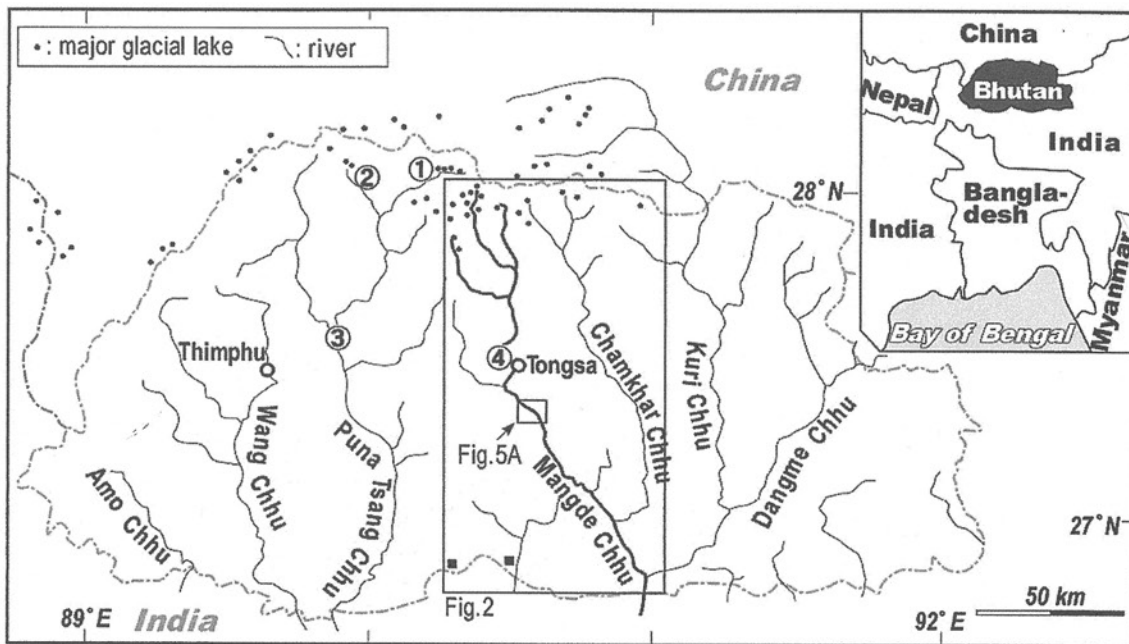 • : major glacial lake
: river
China
①
②
③
④
Thimphu
Tongsa
Fig.5A
Wang Chhu
Amo Chhu
Puna Tsang Chhu
Mangde Chhu
Chamkhar Chhu
Kuri Chhu
Dangme Chhu
Fig.2
28° N
27° N
89° E
92° E
India
50 km
China
Nepal
Bhutan
India
Bangla-
desh
India
Myanmar
Bay of Bengal